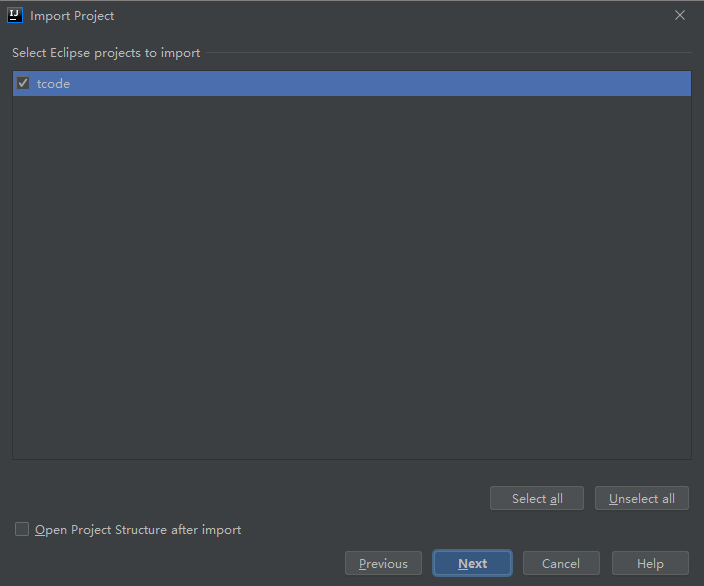 IJ Import Project
Select Eclipse projects to import
tcode
Select all Unselect all
Open Project Structure after import
Previous Next Cancel Help